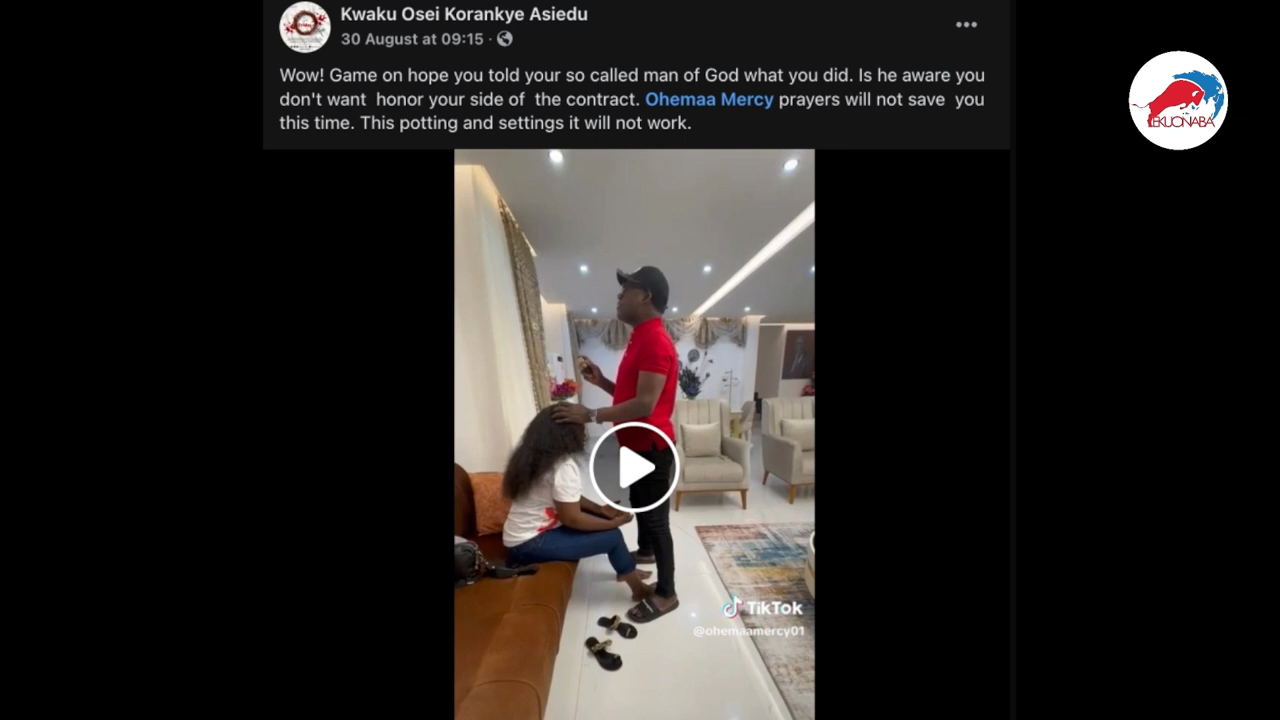 Kwaku Osei Korankye Asiedu
30 August at 09:15 ·
Wow! Game on hope you told your so called man of God what you did. Is he aware you
don't want  honor your side of  the contract. Ohemaa Mercy prayers will not save  you
this time. This potting and settings it will not work.
EKUONABA
TikTok
@ohemaamercy01